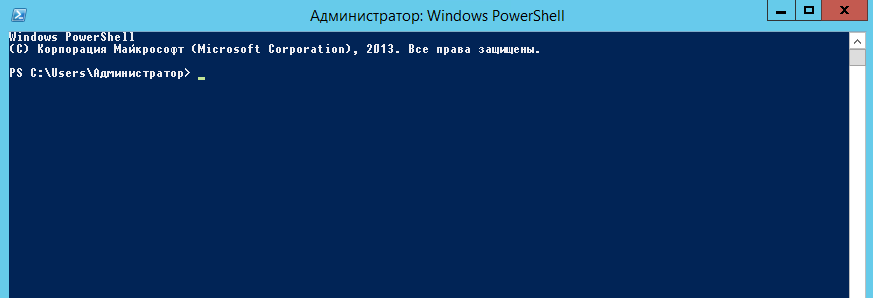 Администратор: Windows PowerShell
Windows PowerShell
(C) Корпорация Майкрософт (Microsoft Corporation), 2013. Все права защищены.
PS C:\Users\Администратор> _